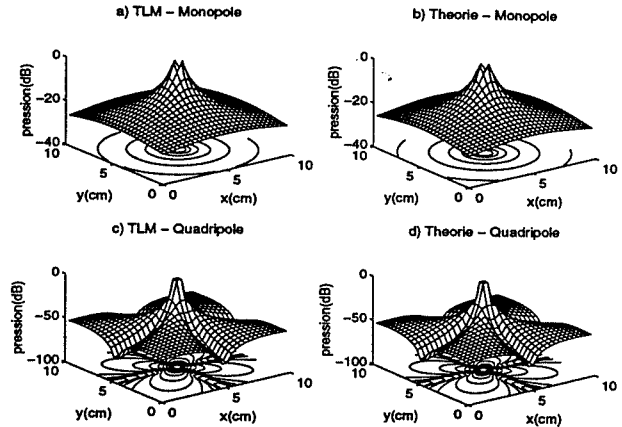 a) TLM – Monopole
b) Theorie – Monopole
0
−20
−40
pression(dB)
10
5
0
y(cm)
0
5
10
x(cm)
0
−20
−40
pression(dB)
10
5
0
y(cm)
0
5
10
x(cm)
c) TLM – Quadripole
d) Theorie – Quadripole
0
−50
−100
pression(dB)
10
5
0
y(cm)
0
5
10
x(cm)
0
−50
−100
pression(dB)
10
5
0
y(cm)
0
5
10
x(cm)